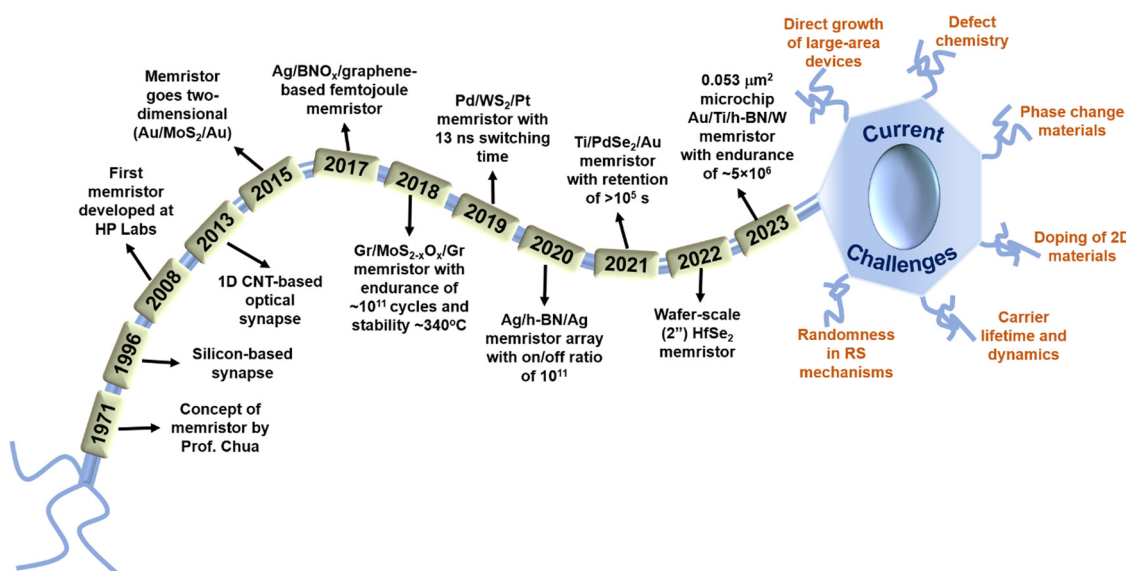 1971
Concept of
memristor by
Prof. Chua
1996
Silicon-based
synapse
2008
First
memristor
developed at
HP Labs
2013
1D CNT-based
optical
synapse
2015
Memristor
goes two-
dimensional
(Au/MoS₂/Au)
2017
Ag/BNOₓ/graphene-
based femtojoule
memristor
2018
Gr/MoS₂₋ₓOₓ/Gr
memristor with
endurance of
~10¹¹ cycles and
stability ~340ºC
2019
Pd/WS₂/Pt
memristor with
13 ns switching
time
2020
Ag/h-BN/Ag
memristor array
with on/off ratio
of 10¹¹
2021
Ti/PdSe₂/Au
memristor
with retention
of >10⁵ s
2022
Wafer-scale
(2”) HfSe₂
memristor
2023
0.053 µm²
microchip
Au/Ti/h-BN/W
memristor
with endurance
of ~5×10⁶
Current
Challenges
Direct growth
of large-area
devices
Defect
chemistry
Phase change
materials
Doping of 2D
materials
Carrier
lifetime and
dynamics
Randomness
in RS
mechanisms